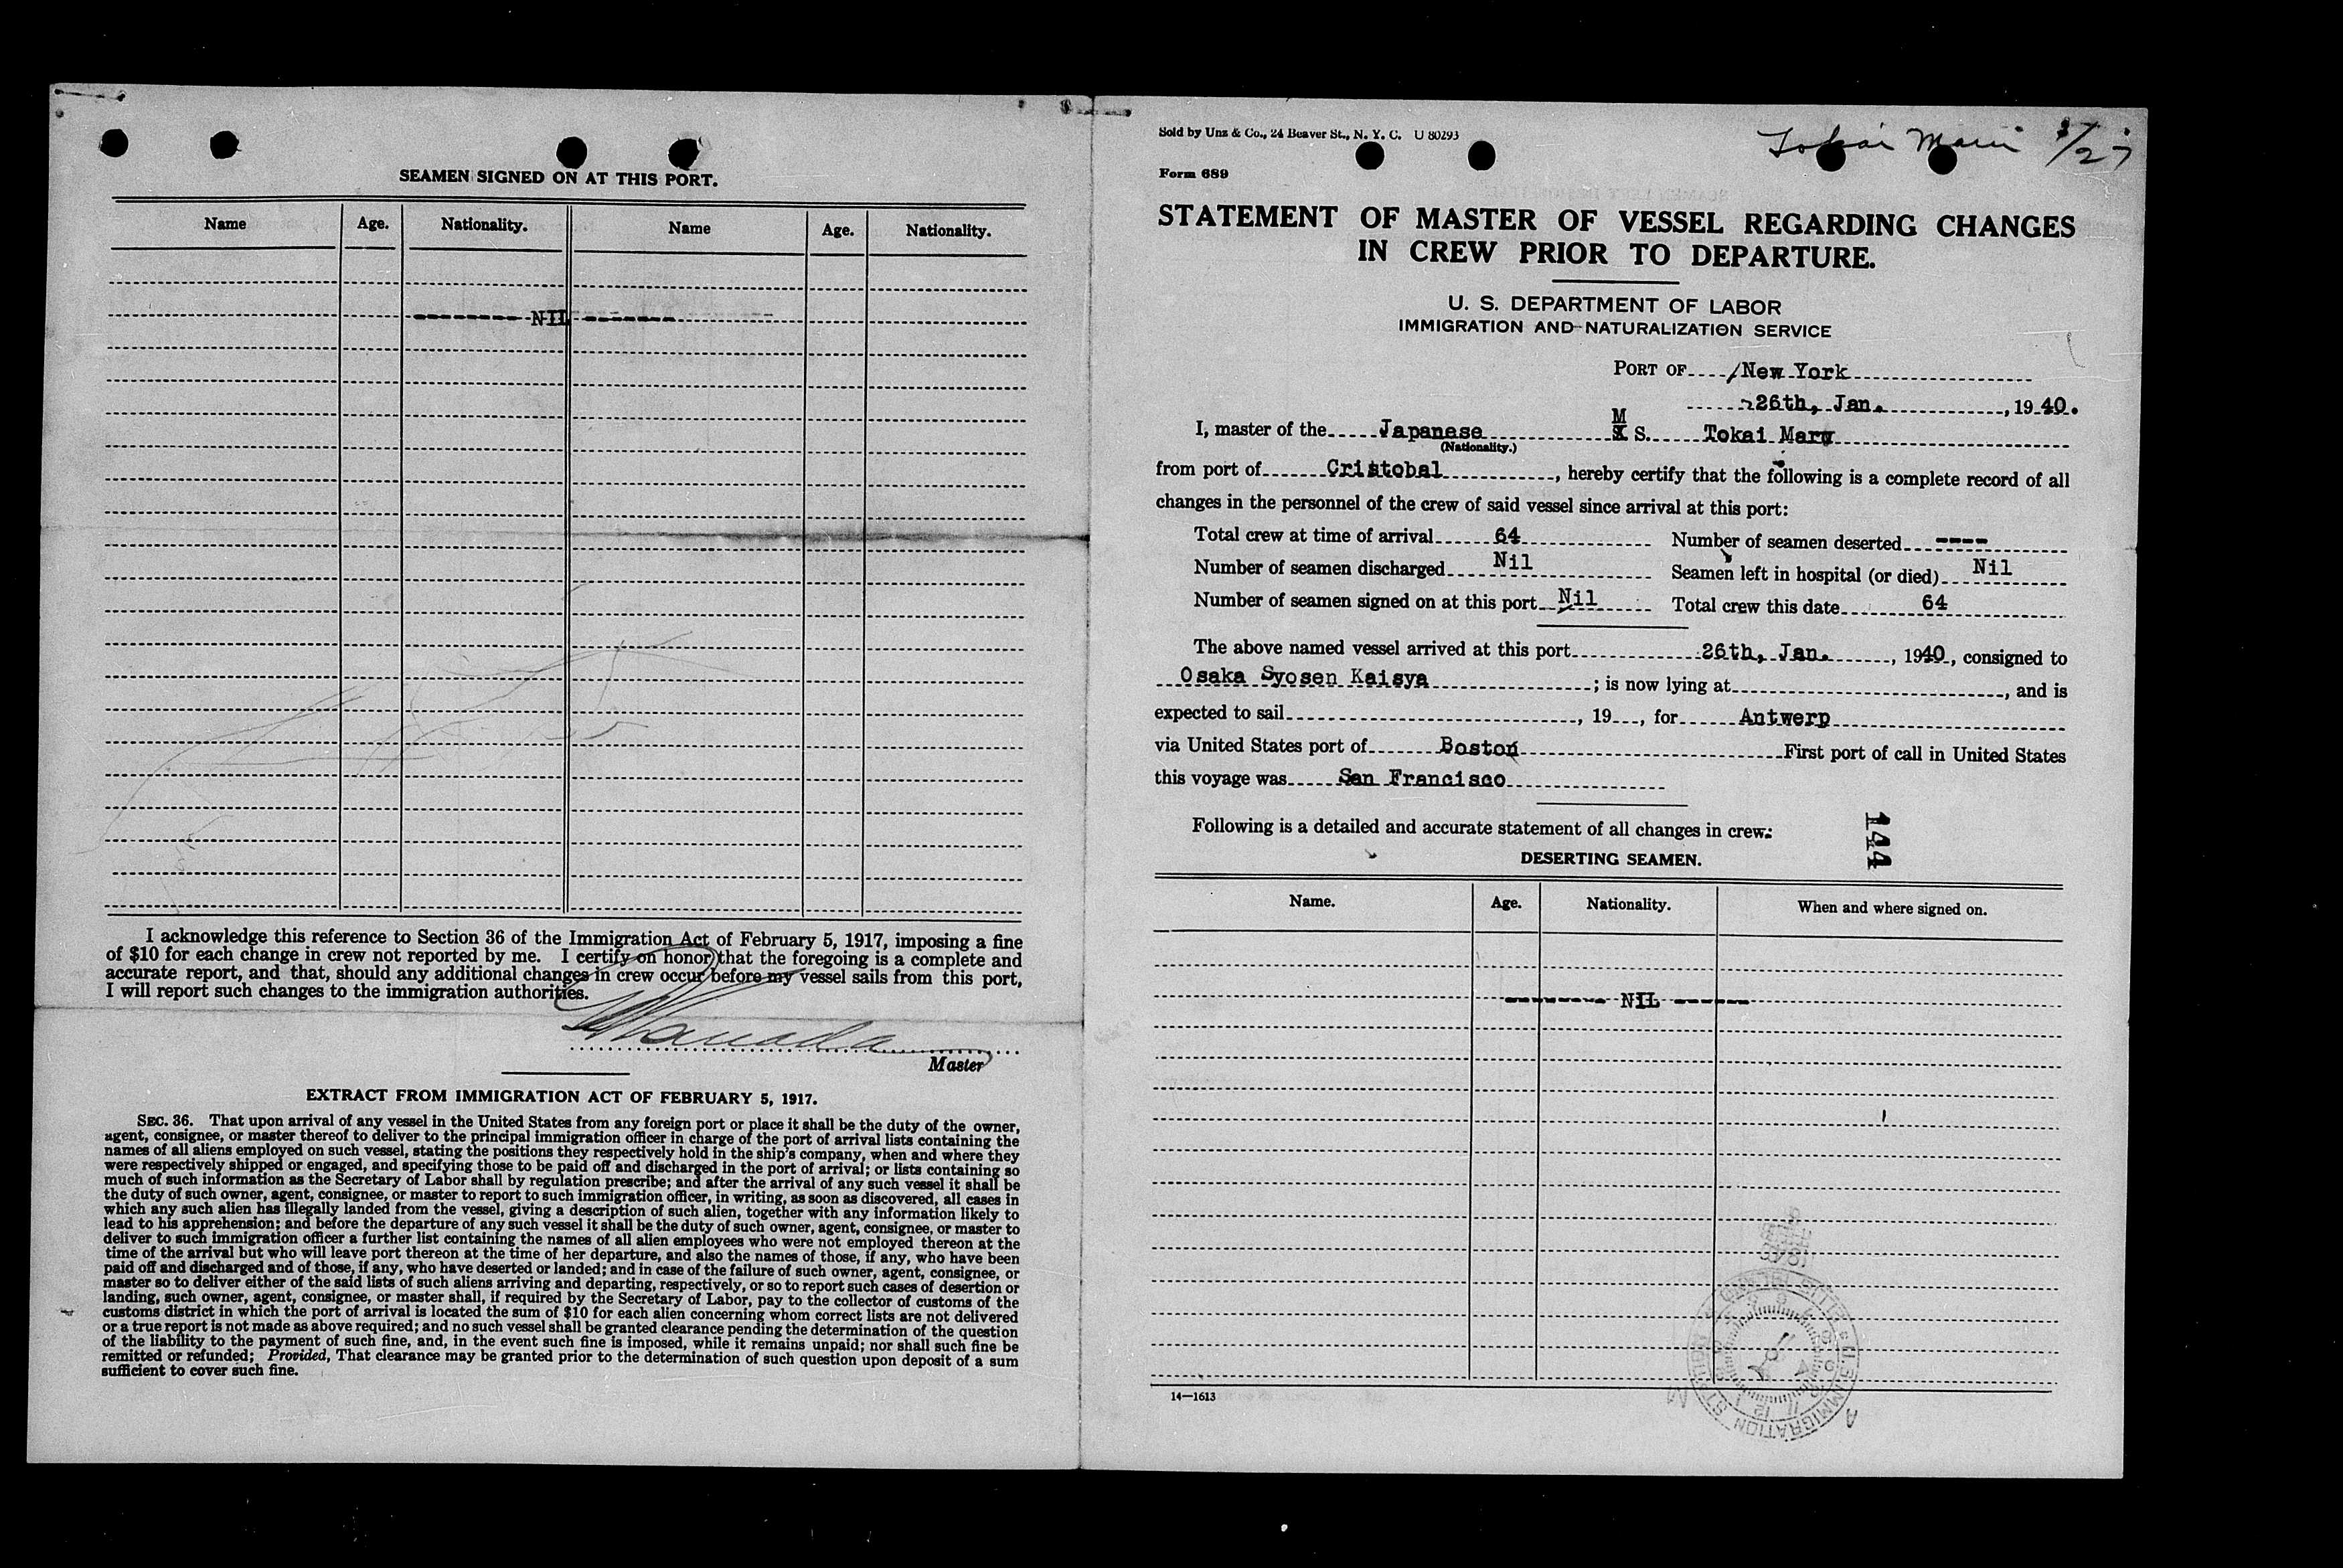 SEAMEN SIGNED ON AT THIS PORT.
Name Age. Nationality. Name Age. Nationality.
-------- NIL -------
I acknowledge this reference to Section 36 of the Immigration Act of February 5, 1917, imposing a fine
of $10 for each change in crew not reported by me. I certify on honor that the foregoing is a complete and
accurate report, and that, should any additional changes in crew occur before my vessel sails from this port,
I will report such changes to the immigration authorities.
Master
EXTRACT FROM IMMIGRATION ACT OF FEBRUARY 5, 1917.
SEC. 36. That upon arrival of any vessel in the United States from any foreign port or place it shall be the duty of the owner,
agent, consignee, or master thereof to deliver to the principal immigration officer in charge of the port of arrival lists containing the
names of all aliens employed on such vessel, stating the positions they respectively hold in the ship's company, when and where they
were respectively shipped or engaged, and specifying those to be paid off and discharged in the port of arrival; or lists containing so
much of such information as the Secretary of Labor shall by regulation prescribe; and after the arrival of any such vessel it shall be
the duty of such owner, agent, consignee, or master to report to such immigration officer, in writing, as soon as discovered, all cases in
which any such alien has illegally landed from the vessel, giving a description of such alien, together with any information likely to
lead to his apprehension; and before the departure of any such vessel it shall be the duty of such owner, agent, consignee, or master to
deliver to such immigration officer a further list containing the names of all alien employees who were not employed thereon at the
time of the arrival but who will leave port thereon at the time of her departure, and also the names of those, if any, who have been
paid off and discharged and of those, if any, who have deserted or landed; and in case of the failure of such owner, agent, consignee, or
master so to deliver either of the said lists of such aliens arriving and departing, respectively, or so to report such cases of desertion or
landing, such owner, agent, consignee, or master shall, if required by the Secretary of Labor, pay to the collector of customs of the
customs district in which the port of arrival is located the sum of $10 for each alien concerning whom correct lists are not delivered
or a true report is not made as above required; and no such vessel shall be granted clearance pending the determination of the question
of the liability to the payment of such fine, and, in the event such fine is imposed, while it remains unpaid; nor shall such fine be
remitted or refunded; Provided, That clearance may be granted prior to the determination of such question upon deposit of a sum
sufficient to cover such fine.
Sold by Unz & Co., 24 Beaver St., N. Y. C. U 80293
Tokai Maru 1/27
Form 689
STATEMENT OF MASTER OF VESSEL REGARDING CHANGES
IN CREW PRIOR TO DEPARTURE.
U. S. DEPARTMENT OF LABOR
IMMIGRATION AND NATURALIZATION SERVICE
PORT OF New York
26th, Jan. , 1940.
I, master of the Japanese M S. Tokai Maru
(Nationality.)
from port of Cristobal , hereby certify that the following is a complete record of all
changes in the personnel of the crew of said vessel since arrival at this port:
Total crew at time of arrival 64 Number of seamen deserted ----
Number of seamen discharged Nil Seamen left in hospital (or died) Nil
Number of seamen signed on at this port Nil Total crew this date 64
The above named vessel arrived at this port 26th, Jan. , 1940 , consigned to
Osaka Syosen Kaisya ; is now lying at , and is
expected to sail , 19 , for Antwerp
via United States port of Boston First port of call in United States
this voyage was San Francisco
Following is a detailed and accurate statement of all changes in crew:
144
DESERTING SEAMEN.
Name. Age. Nationality. When and where signed on.
-------- NIL ------
14—1613